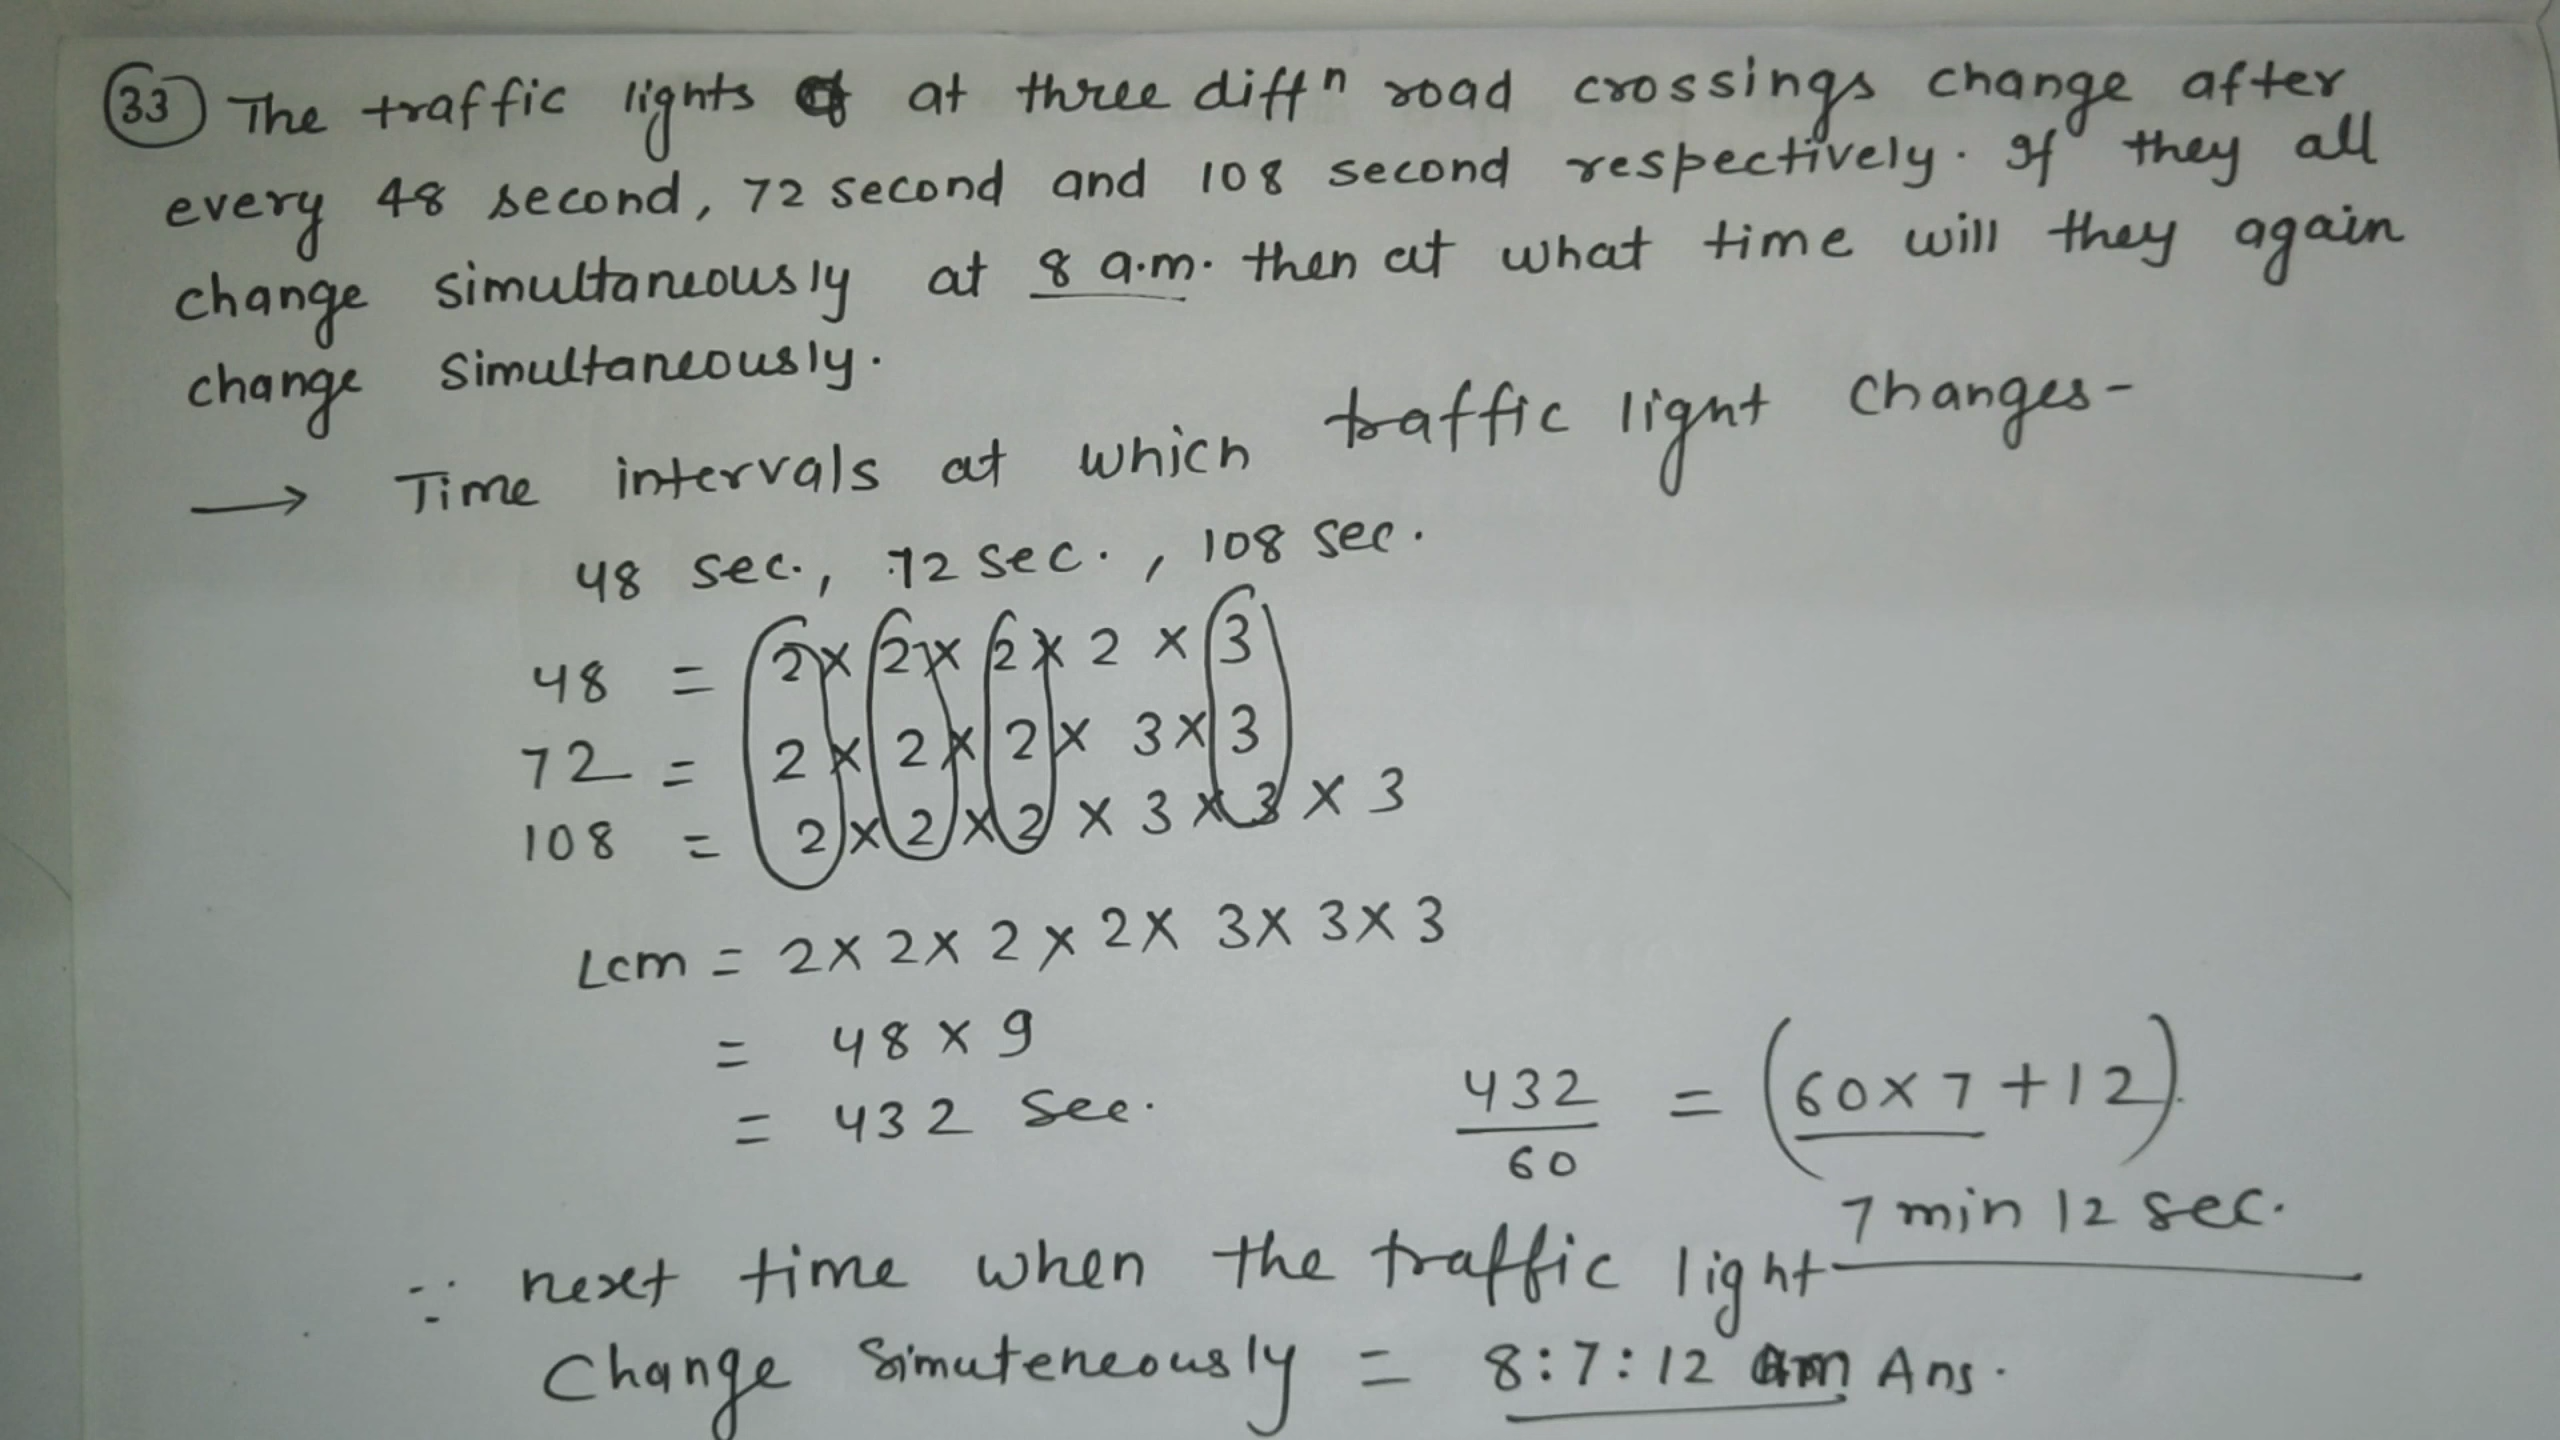 33 The traffic lights at three diffn road crossings change after
every 48 second, 72 second and 108 second respectively. If they all
change simultaneously at 8 a.m. then at what time will they again
change simultaneously.
→ Time intervals at which traffic light changes-
48 sec., 72 sec., 108 sec.
48 = 2 × 2 × 2 × 2 × 3
72 = 2 × 2 × 2 × 3 × 3
108 = 2 × 2 × 2 × 3 × 3 × 3
Lcm = 2 × 2 × 2 × 2 × 3 × 3 × 3
= 48 × 9
= 432 sec.
432/60 = (60 × 7 + 12)
7 min 12 sec.
∵ next time when the traffic light
change simuteneously = 8:7:12 am Ans.